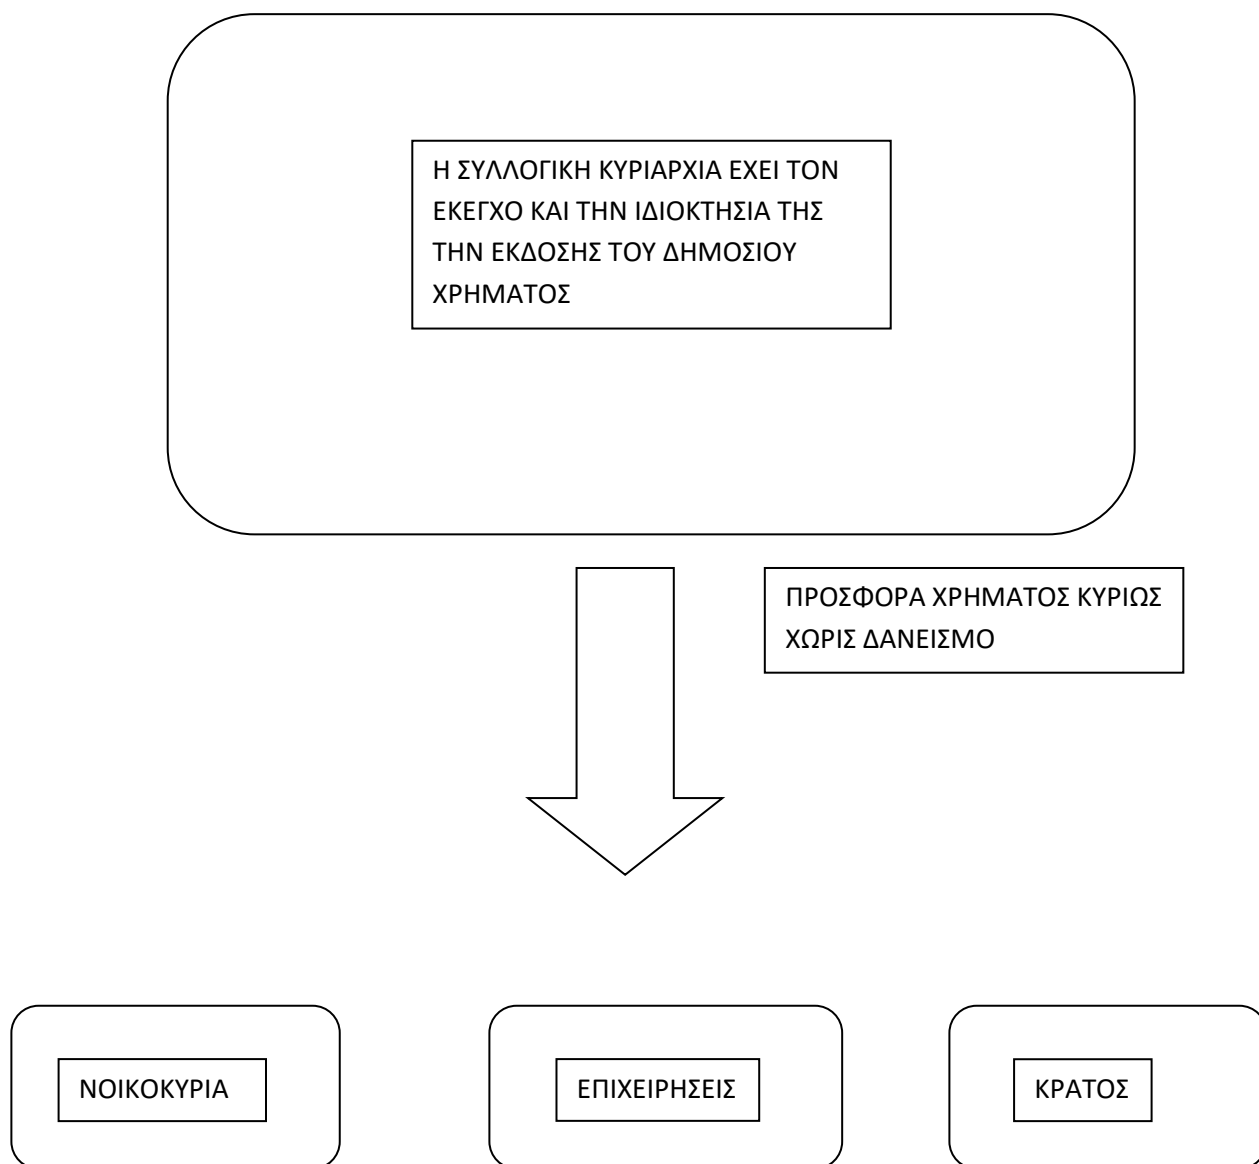 Η ΣΥΛΛΟΓΙΚΗ ΚΥΡΙΑΡΧΙΑ ΕΧΕΙ ΤΟΝ
ΕΚΕΓΧΟ ΚΑΙ ΤΗΝ ΙΔΙΟΚΤΗΣΙΑ ΤΗΣ
ΤΗΝ ΕΚΔΟΣΗΣ ΤΟΥ ΔΗΜΟΣΙΟΥ
ΧΡΗΜΑΤΟΣ
ΠΡΟΣΦΟΡΑ ΧΡΗΜΑΤΟΣ ΚΥΡΙΩΣ
ΧΩΡΙΣ ΔΑΝΕΙΣΜΟ
ΝΟΙΚΟΚΥΡΙΑ
ΕΠΙΧΕΙΡΗΣΕΙΣ
ΚΡΑΤΟΣ